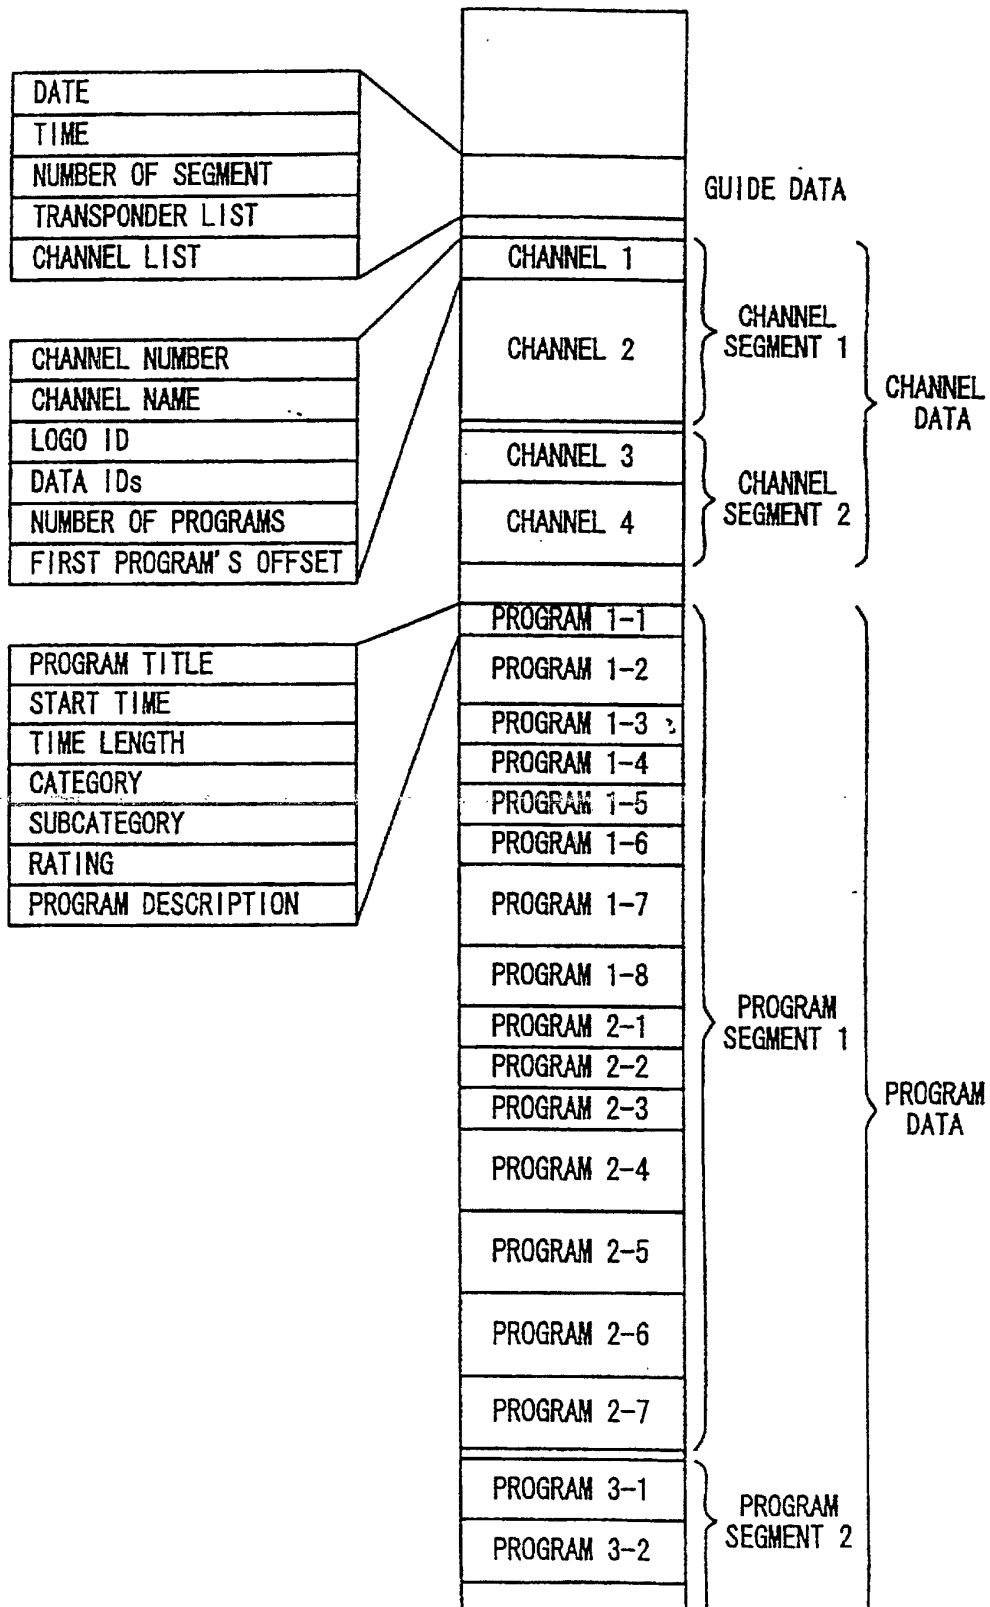 DATE
TIME
NUMBER OF SEGMENT
TRANSPONDER LIST
CHANNEL LIST
CHANNEL NUMBER
CHANNEL NAME
LOGO ID
DATA IDs
NUMBER OF PROGRAMS
FIRST PROGRAM'S OFFSET
PROGRAM TITLE
START TIME
TIME LENGTH
CATEGORY
SUBCATEGORY
RATING
PROGRAM DESCRIPTION
GUIDE DATA
CHANNEL 1
CHANNEL 2
CHANNEL 3
CHANNEL 4
CHANNEL
SEGMENT 1
CHANNEL
SEGMENT 2
CHANNEL
DATA
PROGRAM 1-1
PROGRAM 1-2
PROGRAM 1-3
PROGRAM 1-4
PROGRAM 1-5
PROGRAM 1-6
PROGRAM 1-7
PROGRAM 1-8
PROGRAM 2-1
PROGRAM 2-2
PROGRAM 2-3
PROGRAM 2-4
PROGRAM 2-5
PROGRAM 2-6
PROGRAM 2-7
PROGRAM 3-1
PROGRAM 3-2
PROGRAM
SEGMENT 1
PROGRAM
SEGMENT 2
PROGRAM
DATA